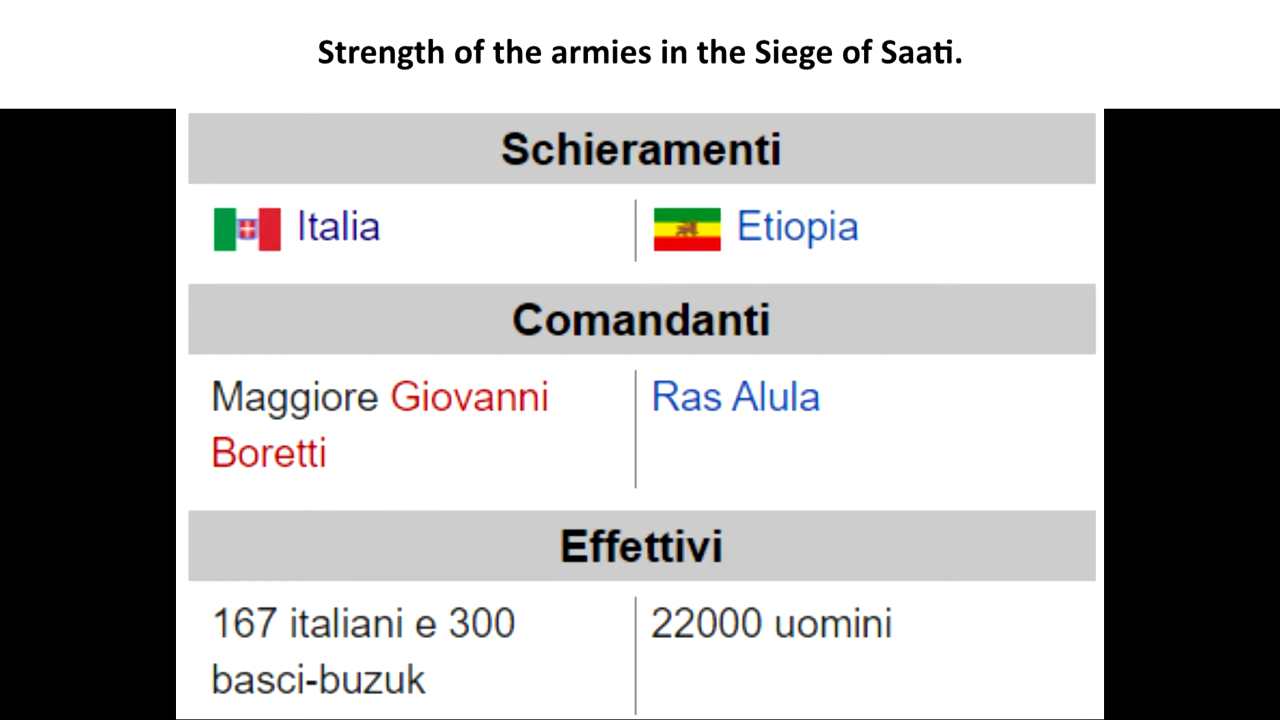 Strength of the armies in the Siege of Saati.
Schieramenti
Italia
Etiopia
Comandanti
Maggiore Giovanni
Boretti
Ras Alula
Effettivi
167 italiani e 300
basci-buzuk
22000 uomini